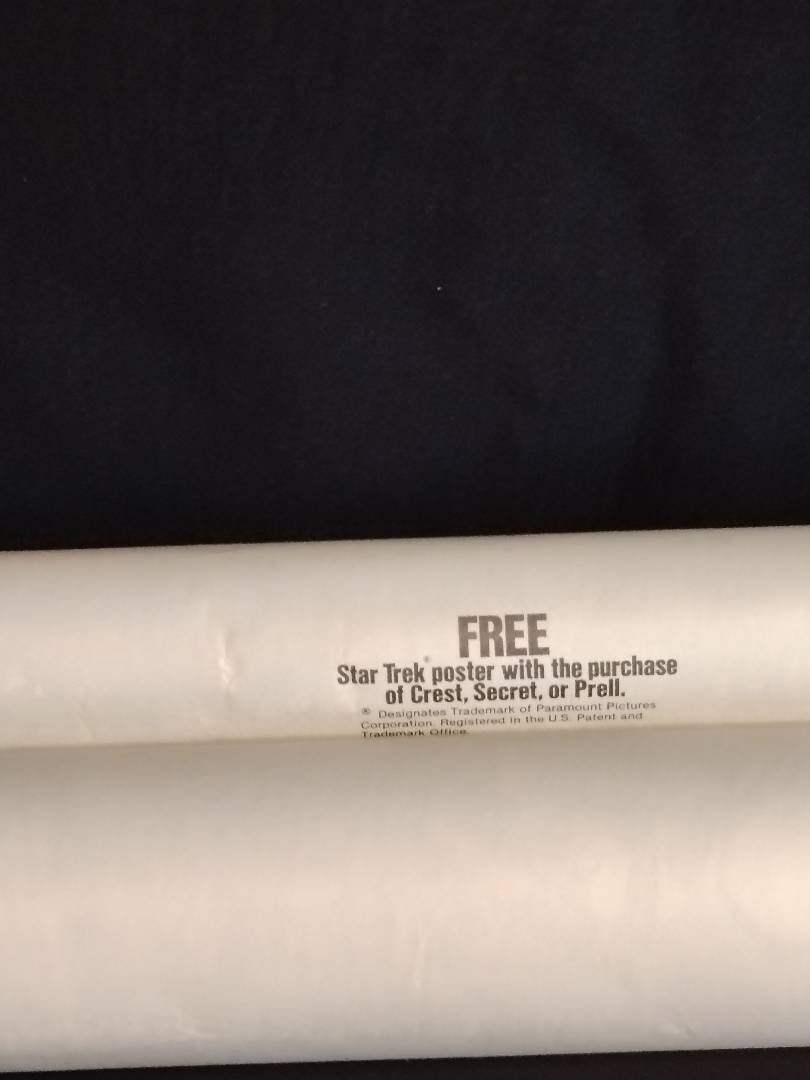 FREE
Star Trek® poster with the purchase
of Crest, Secret, or Prell.
® Designates Trademark of Paramount Pictures
Corporation. Registered in the U.S. Patent and
Trademark Office.